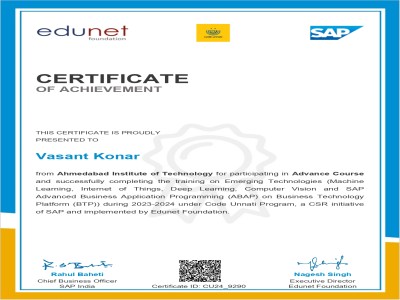 edunet
foundation
SAP
CERTIFICATE
OF ACHIEVEMENT
THIS CERTIFICATE IS PROUDLY
PRESENTED TO
Vasant Konar
from Ahmedabad Institute of Technology for participating in Advance Course
and successfully completing the training on Emerging Technologies (Machine
Learning, Internet of Things, Deep Learning, Computer Vision and SAP
Advanced Business Application Programming (ABAP) on Business Technology
Platform (BTP)) during 2023-2024 under Code Unnati Program, a CSR initiative
of SAP and implemented by Edunet Foundation.
Rahul Baheti
Chief Business Officer
SAP India
Certificate ID: CU24_9290
Nagesh Singh
Executive Director
Edunet Foundation